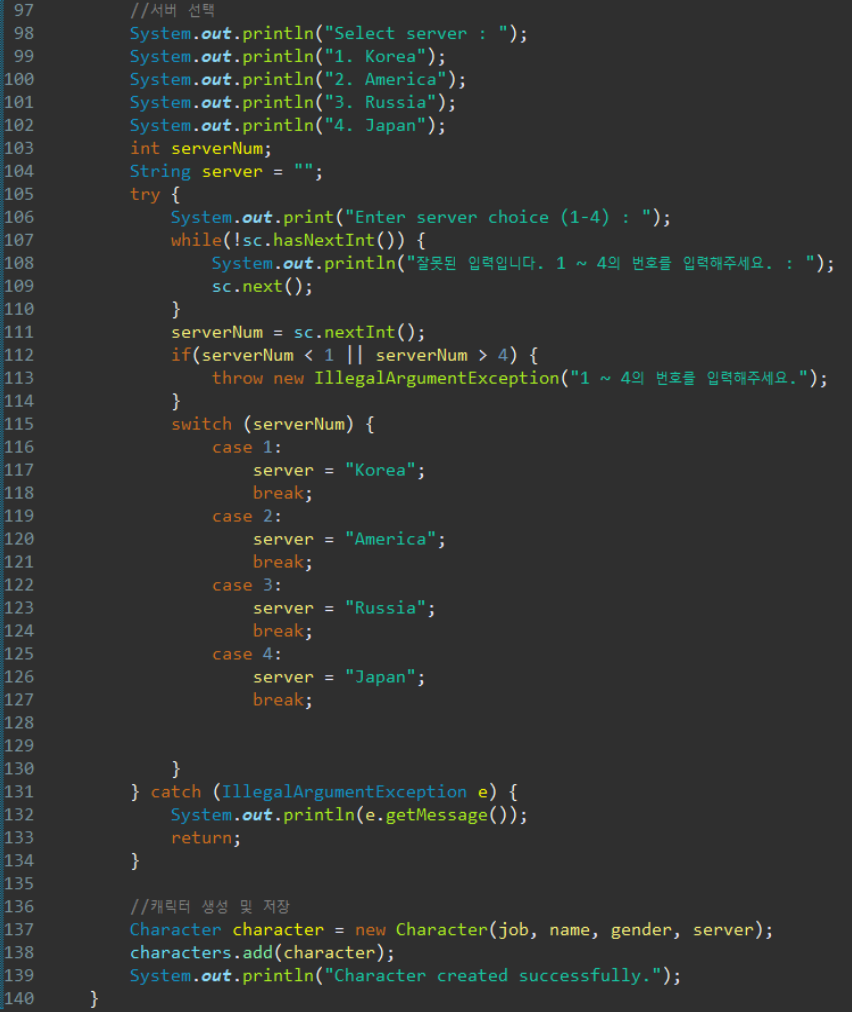 97 //서버 선택
98 System.out.println("Select server : ");
99 System.out.println("1. Korea");
100 System.out.println("2. America");
101 System.out.println("3. Russia");
102 System.out.println("4. Japan");
103 int serverNum;
104 String server = "";
105 try {
106 System.out.print("Enter server choice (1-4) : ");
107 while(!sc.hasNextInt()) {
108 System.out.println("잘못된 입력입니다. 1 ~ 4의 번호를 입력해주세요. : ");
109 sc.next();
110 }
111 serverNum = sc.nextInt();
112 if(serverNum < 1 || serverNum > 4) {
113 throw new IllegalArgumentException("1 ~ 4의 번호를 입력해주세요.");
114 }
115 switch (serverNum) {
116 case 1:
117 server = "Korea";
118 break;
119 case 2:
120 server = "America";
121 break;
122 case 3:
123 server = "Russia";
124 break;
125 case 4:
126 server = "Japan";
127 break;
128
129
130 }
131 } catch (IllegalArgumentException e) {
132 System.out.println(e.getMessage());
133 return;
134 }
135
136 //캐릭터 생성 및 저장
137 Character character = new Character(job, name, gender, server);
138 characters.add(character);
139 System.out.println("Character created successfully.");
140 }